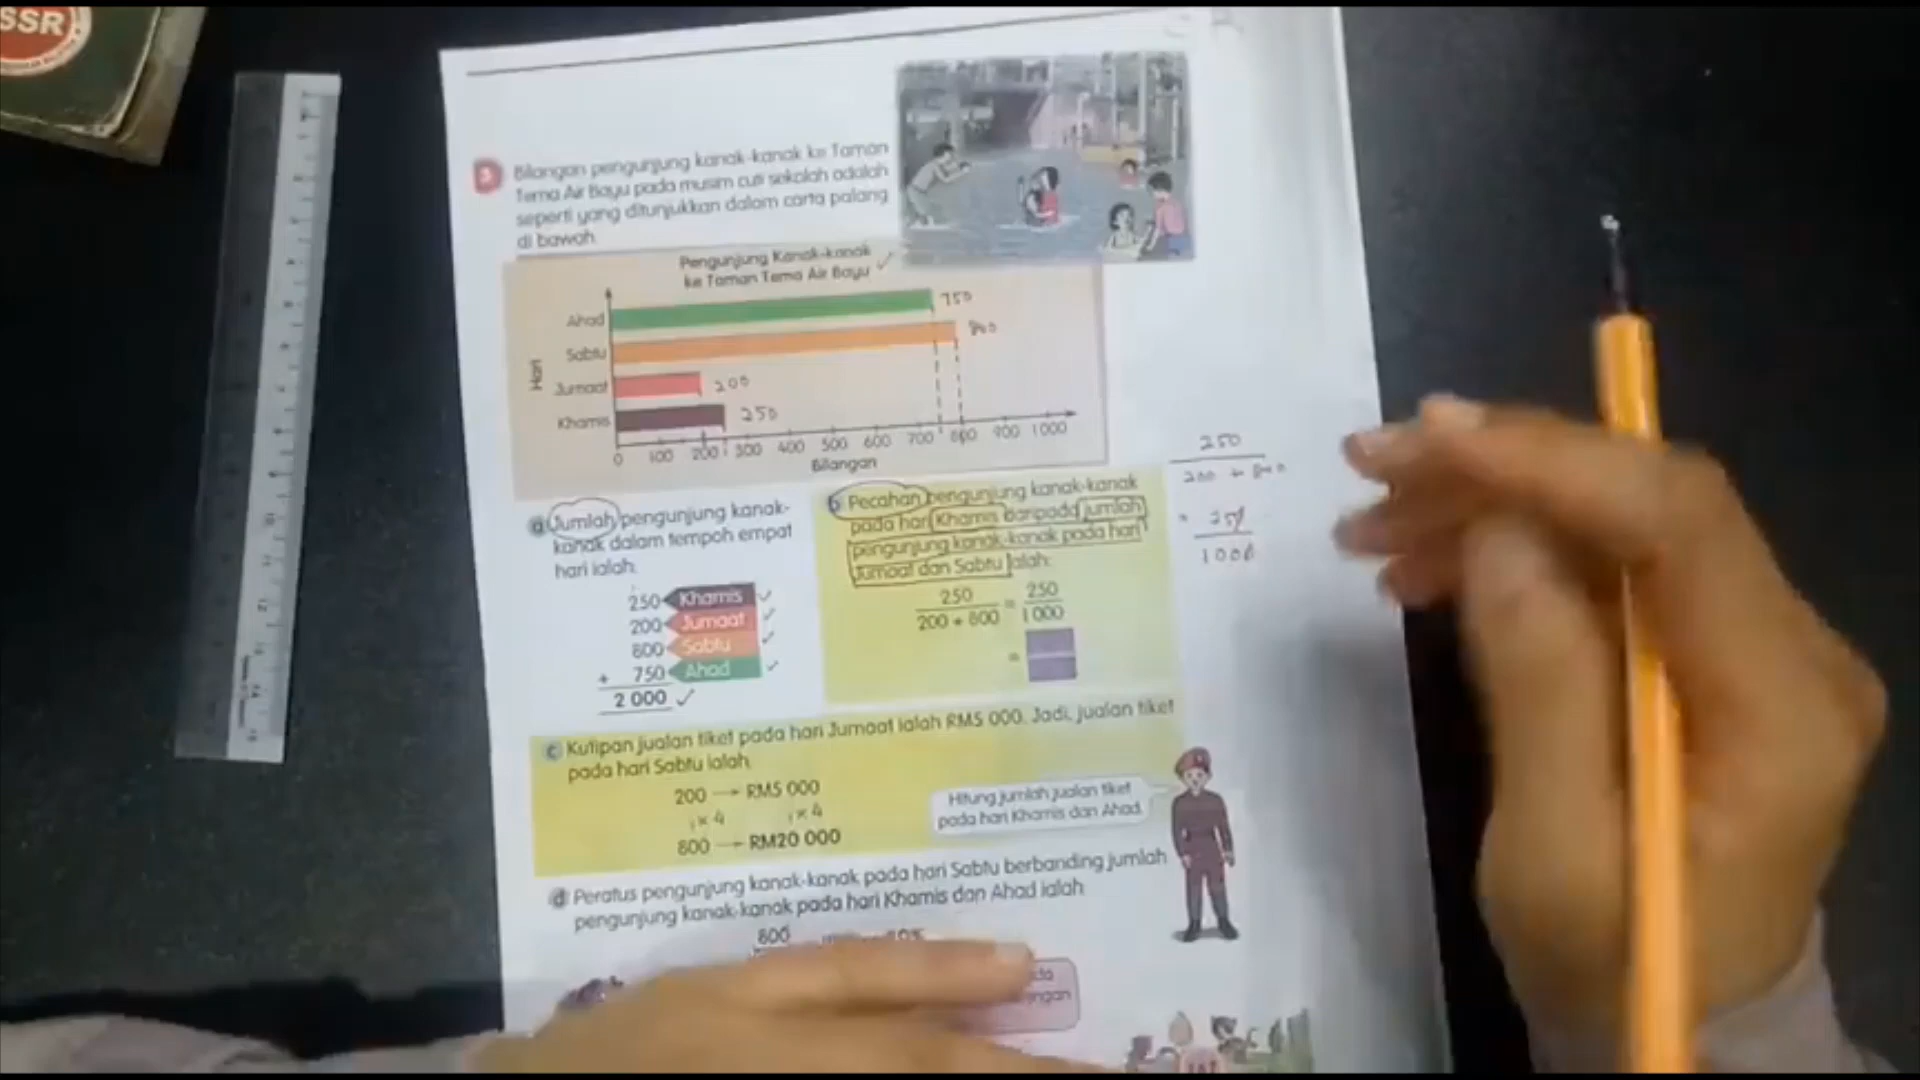 SSR
3 Bilangan pengunjung kanak-kanak ke Taman
Tema Air Bayu pada musim cuti sekolah adalah
seperti yang ditunjukkan dalam carta palang
di bawah.
Pengunjung Kanak-kanak
ke Taman Tema Air Bayu
Hari
Ahad 750
Sabtu 800
Jumaat 200
Khamis 250
0 100 200 300 400 500 600 700 800 900 1000
Bilangan
a Jumlah pengunjung kanak-
kanak dalam tempoh empat
hari ialah:
250 Khamis
200 Jumaat
800 Sabtu
+ 750 Ahad
2 000
b Pecahan pengunjung kanak-kanak
pada hari Khamis daripada jumlah
pengunjung kanak-kanak pada hari
Jumaat dan Sabtu ialah:
250 250
200 + 800 = 1 000
=
250
200 + 800
= 250
1000
c Kutipan jualan tiket pada hari Jumaat ialah RM5 000. Jadi, jualan tiket
pada hari Sabtu ialah,
200 → RM5 000
× 4 × 4
800 → RM20 000
Hitung jumlah jualan tiket
pada hari Khamis dan Ahad.
d Peratus pengunjung kanak-kanak pada hari Sabtu berbanding jumlah
pengunjung kanak-kanak pada hari Khamis dan Ahad ialah
800